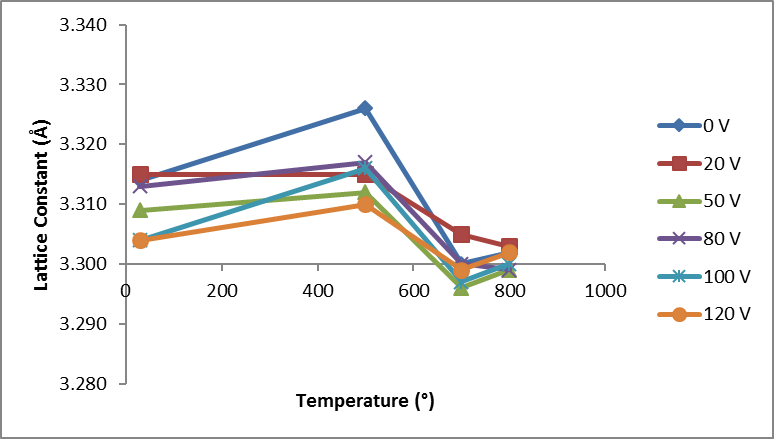 3.340
3.330
3.320
3.310
3.300
3.290
3.280
0 200 400 600 800 1000
Lattice Constant (Å)
Temperature (°)
0 V
20 V
50 V
80 V
100 V
120 V